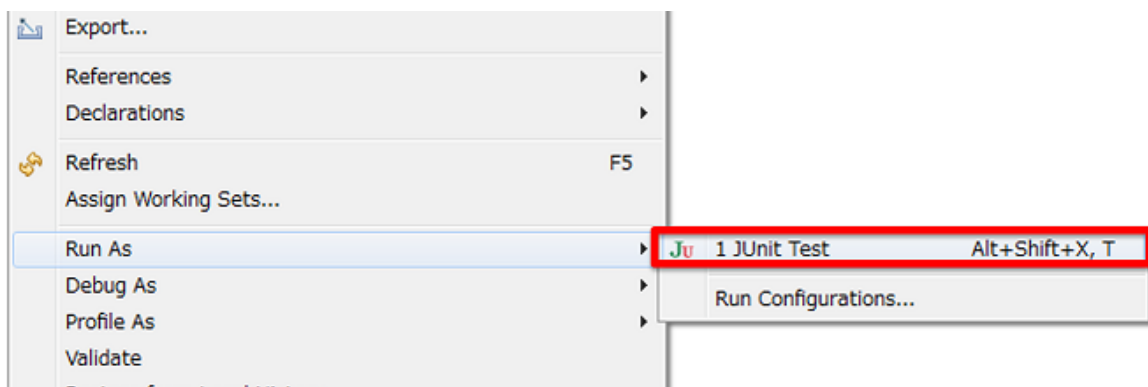 Export...
References
Declarations
Refresh F5
Assign Working Sets...
Run As
JU 1 JUnit Test Alt+Shift+X, T
Debug As
Run Configurations...
Profile As
Validate